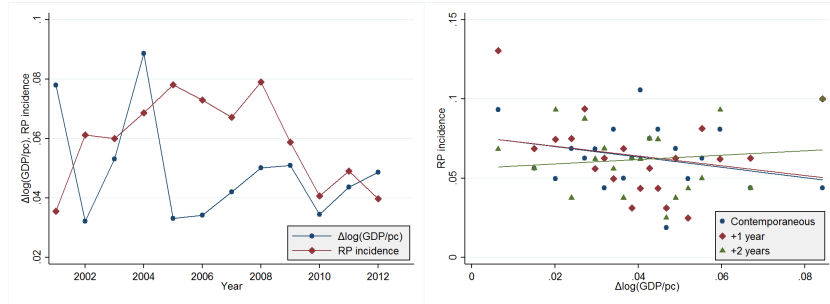 .1
.08
.06
.04
.02
Δlog(GDP/pc), RP incidence
2002
2004
2006
2008
2010
2012
Year
Δlog(GDP/pc)
RP incidence
.15
.1
.05
0
RP incidence
0
.02
.04
.06
.08
Δlog(GDP/pc)
Contemporaneous
+1 year
+2 years